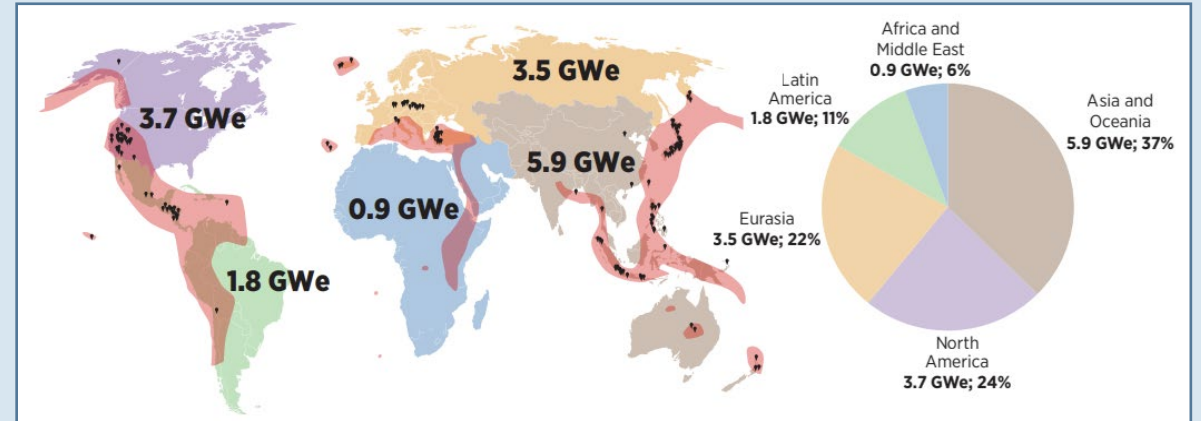 3.7 GWe
3.5 GWe
5.9 GWe
0.9 GWe
1.8 GWe
Africa and
Middle East
0.9 GWe; 6%
Latin
America
1.8 GWe; 11%
Asia and
Oceania
5.9 GWe; 37%
Eurasia
3.5 GWe; 22%
North
America
3.7 GWe; 24%